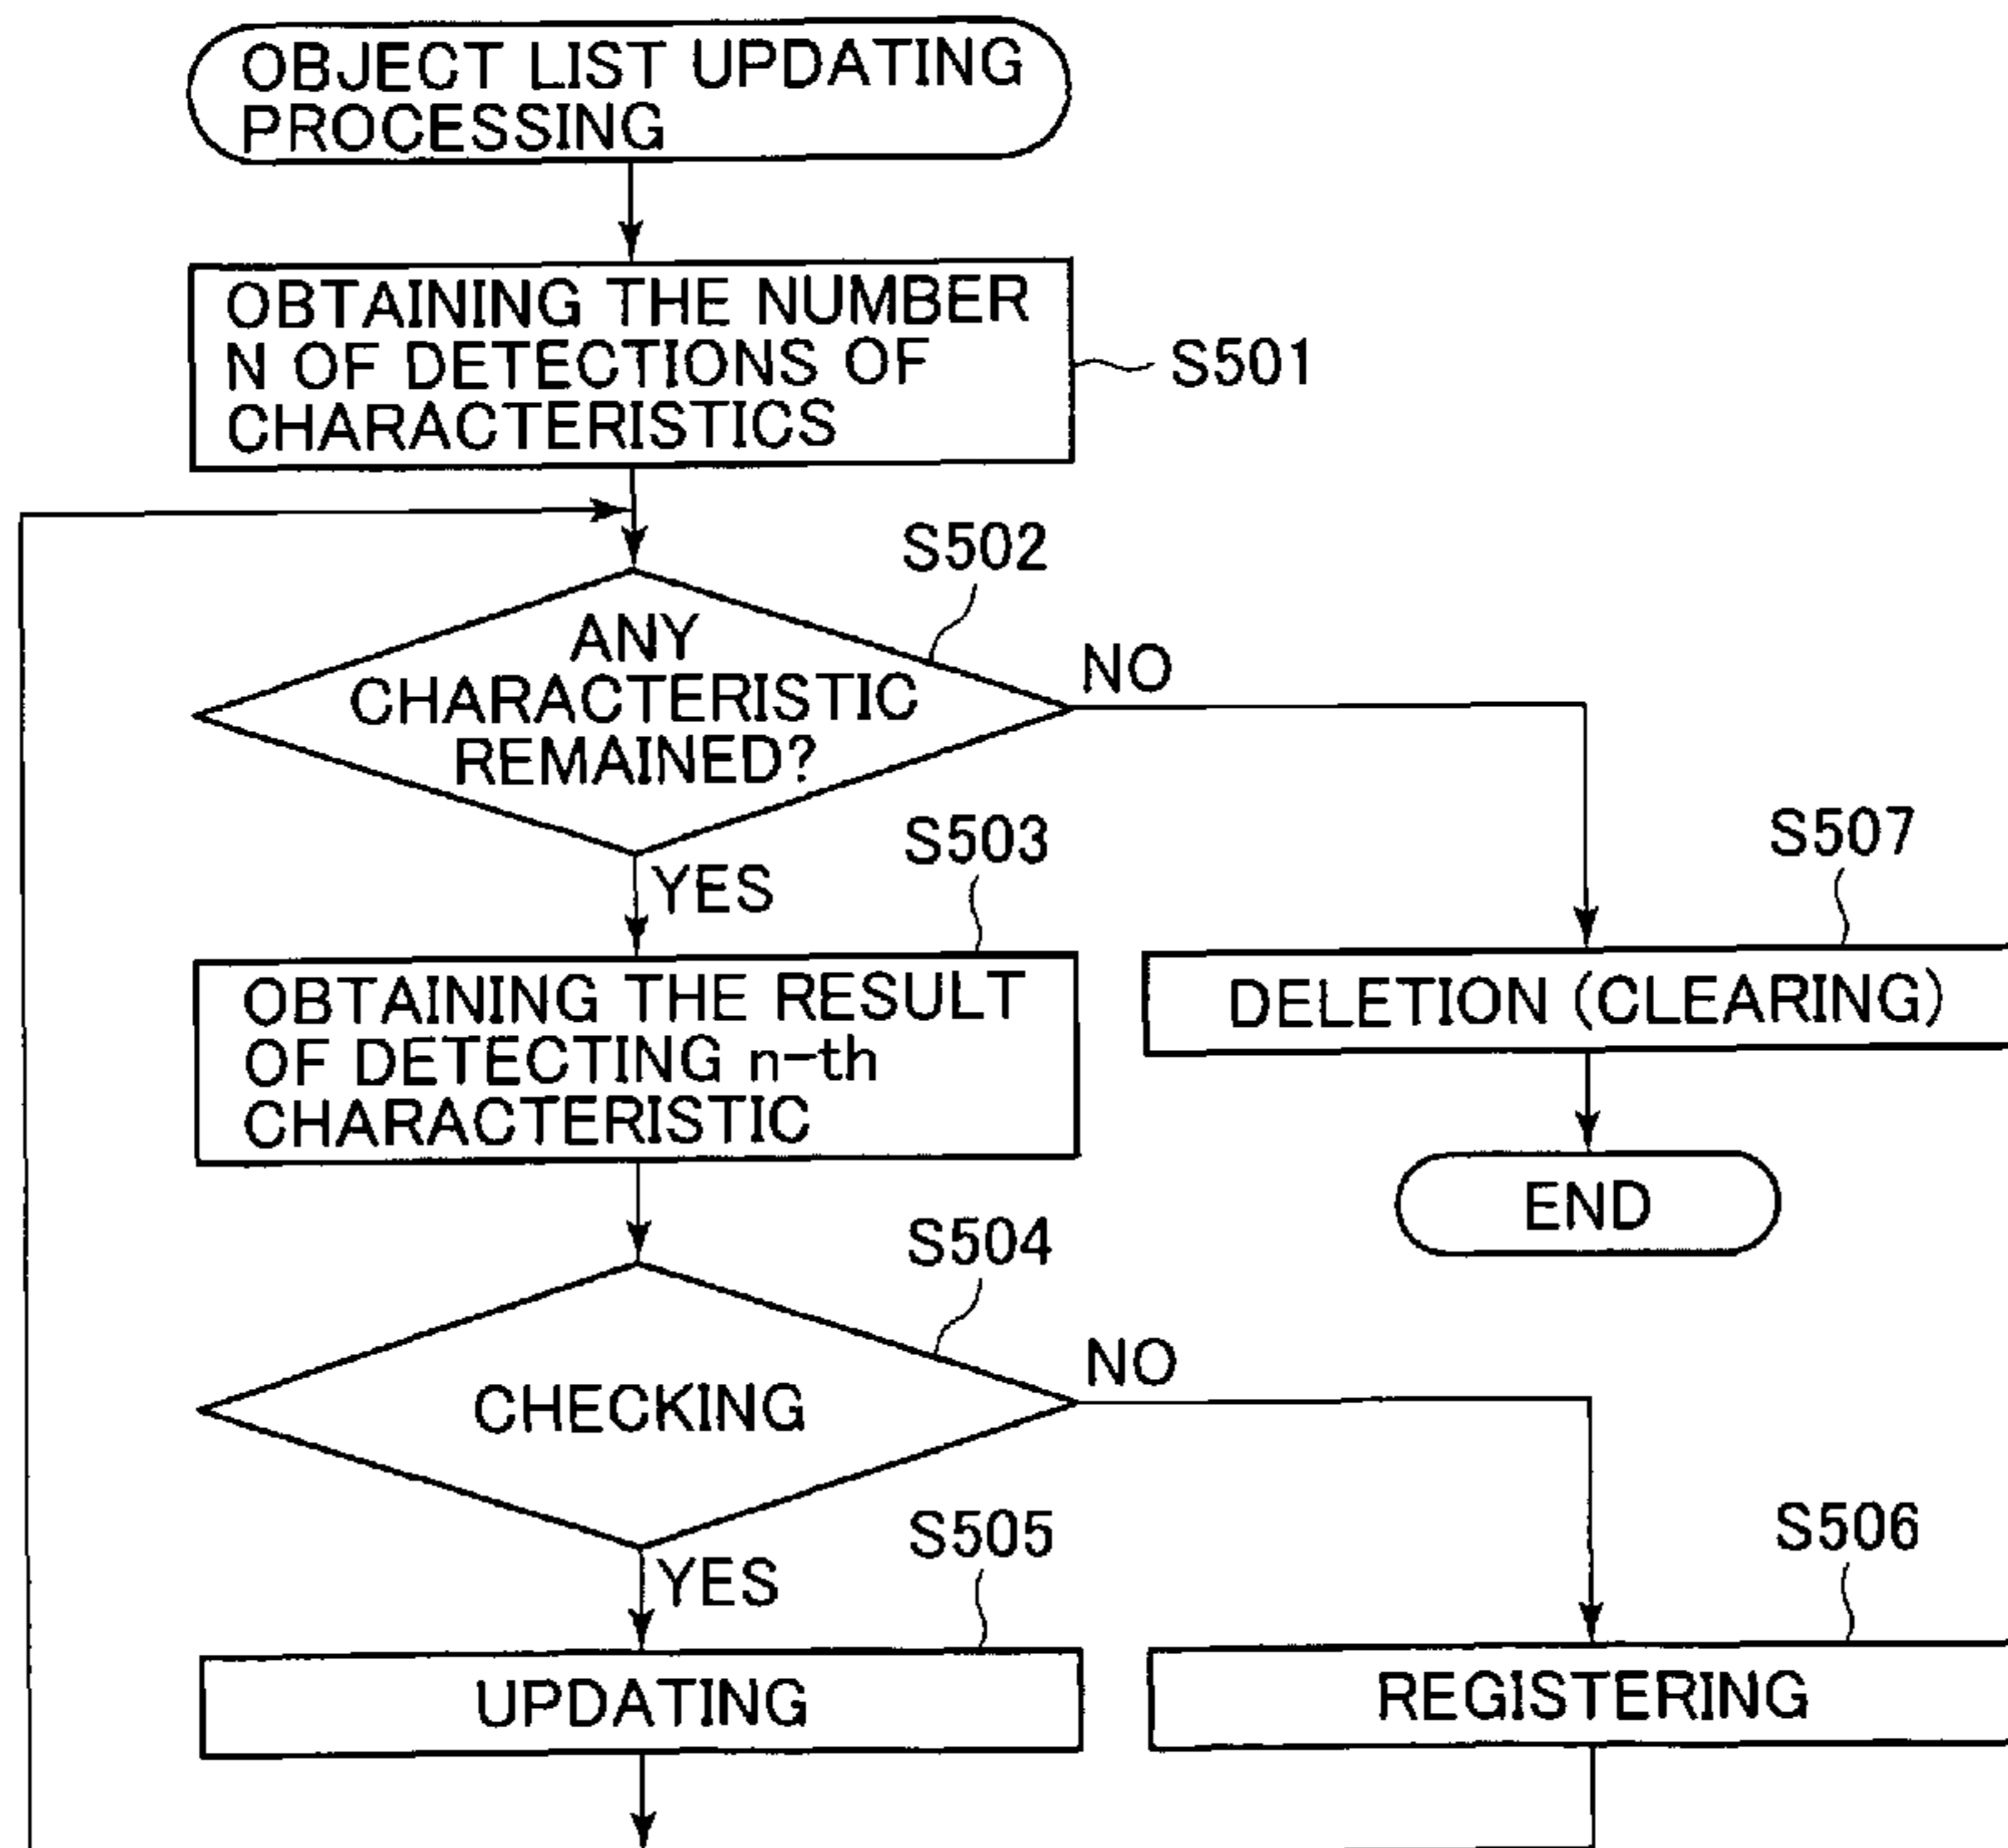 OBJECT LIST UPDATING
PROCESSING
OBTAINING THE NUMBER
N OF DETECTIONS OF
CHARACTERISTICS
S501
S502
ANY
CHARACTERISTIC
REMAINED?
NO
YES
S503
S507
OBTAINING THE RESULT
OF DETECTING n-th
CHARACTERISTIC
DELETION (CLEARING)
END
S504
CHECKING
NO
YES
S505
S506
UPDATING
REGISTERING